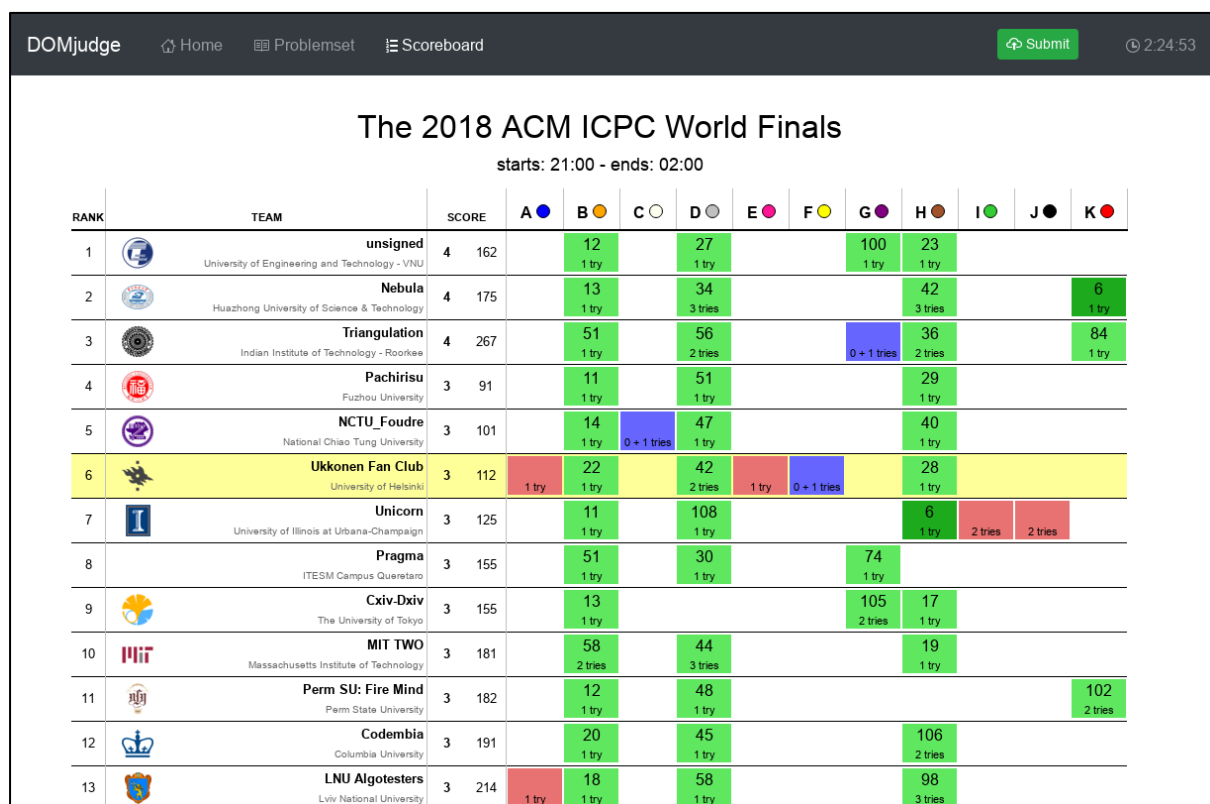 DOMjudge Home Problemset Scoreboard Submit 2:24:53
The 2018 ACM ICPC World Finals
starts: 21:00 - ends: 02:00
RANK TEAM SCORE A B C D E F G H I J K
1 unsigned 4 162 12 27 100 23
University of Engineering and Technology - VNU 1 try 1 try 1 try 1 try
2 Nebula 4 175 13 34 42 6
Huazhong University of Science & Technology 1 try 3 tries 3 tries 1 try
3 Triangulation 4 267 51 56 36 84
Indian Institute of Technology - Roorkee 1 try 2 tries 0 + 1 tries 2 tries 1 try
4 Pachirisu 3 91 11 51 29
Fuzhou University 1 try 1 try 1 try
5 NCTU_Foudre 3 101 14 47 40
National Chiao Tung University 1 try 0 + 1 tries 1 try 1 try
6 Ukkonen Fan Club 3 112 22 42 28
University of Helsinki 1 try 1 try 2 tries 1 try 0 + 1 tries 1 try
7 Unicorn 3 125 11 108 6
University of Illinois at Urbana-Champaign 1 try 1 try 1 try 2 tries 2 tries
8 Pragma 3 155 51 30 74
ITESM Campus Queretaro 1 try 1 try 1 try
9 Cxiv-Dxiv 3 155 13 105 17
The University of Tokyo 1 try 2 tries 1 try
10 MIT TWO 3 181 58 44 19
Massachusetts Institute of Technology 2 tries 3 tries 1 try
11 Perm SU: Fire Mind 3 182 12 48 102
Perm State University 1 try 1 try 2 tries
12 Codembia 3 191 20 45 106
Columbia University 1 try 1 try 2 tries
13 LNU Algotesters 3 214 18 58 98
Lviv National University 1 try 1 try 1 try 3 tries